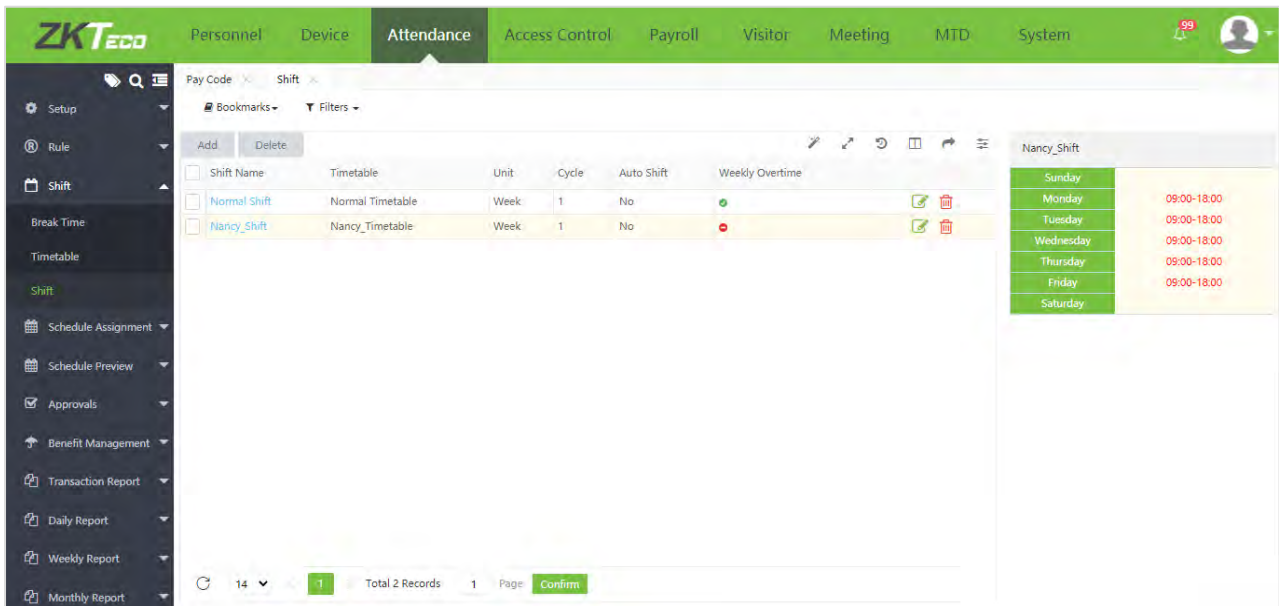 ZKTeco
Personnel Device Attendance Access Control Payroll Visitor Meeting MTD System 99
Pay Code × Shift ×
Setup
Bookmarks Filters
Rule
Add Delete
Nancy_Shift
Shift
Shift Name Timetable Unit Cycle Auto Shift Weekly Overtime
Sunday
Normal Shift Normal Timetable Week 1 No
Monday 09:00-18:00
Break Time
Nancy_Shift Nancy_Timetable Week 1 No
Tuesday 09:00-18:00
Wednesday 09:00-18:00
Timetable
Thursday 09:00-18:00
Friday 09:00-18:00
Shift
Saturday
Schedule Assignment
Schedule Preview
Approvals
Benefit Management
Transaction Report
Daily Report
Weekly Report
14 1 Total 2 Records 1 Page Confirm
Monthly Report